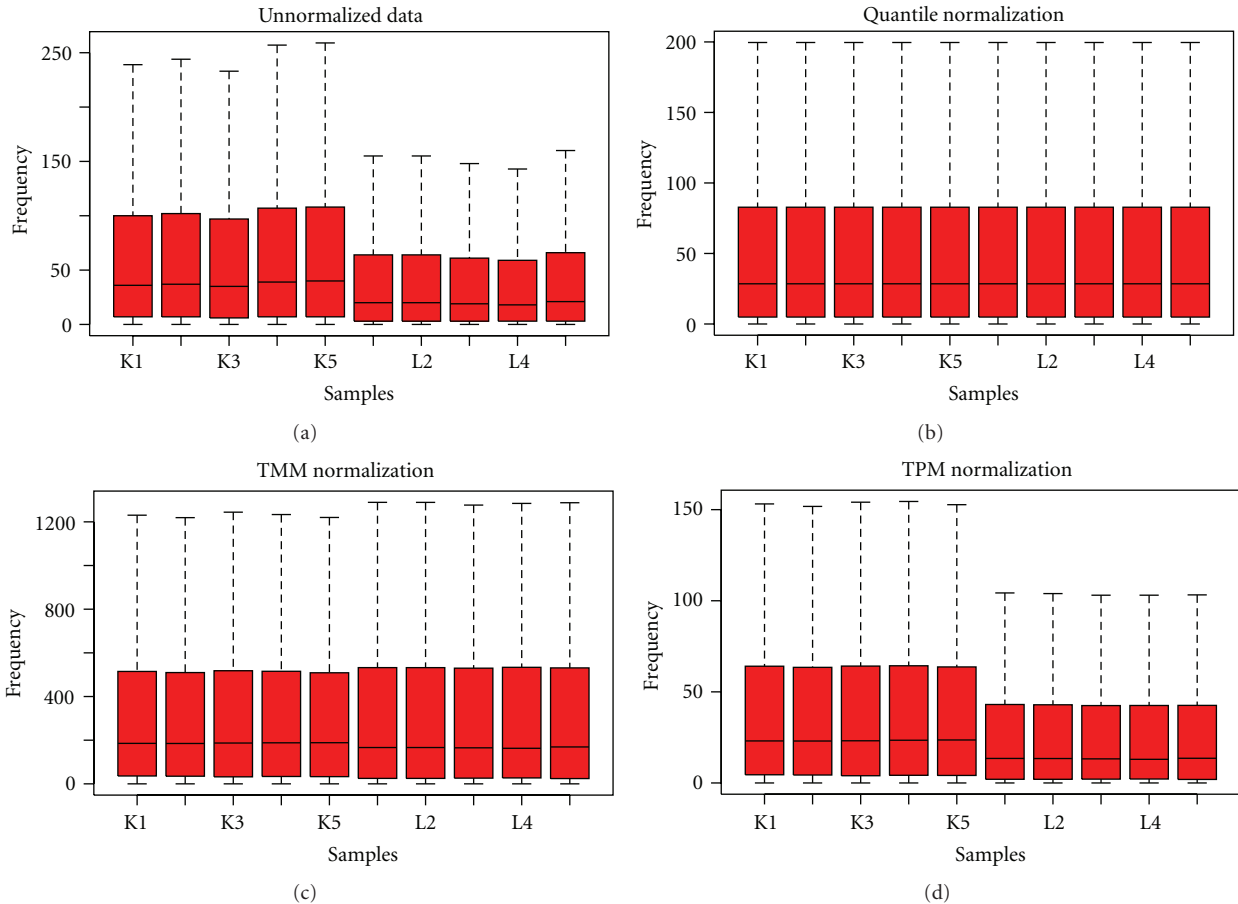 Unnormalized data
250
150
50
0
Frequency
K1 K3 K5 L2 L4
Samples
(a)
Quantile normalization
200
150
100
50
0
Frequency
K1 K3 K5 L2 L4
Samples
(b)
TMM normalization
1200
800
400
0
Frequency
K1 K3 K5 L2 L4
Samples
(c)
TPM normalization
150
100
50
0
Frequency
K1 K3 K5 L2 L4
Samples
(d)